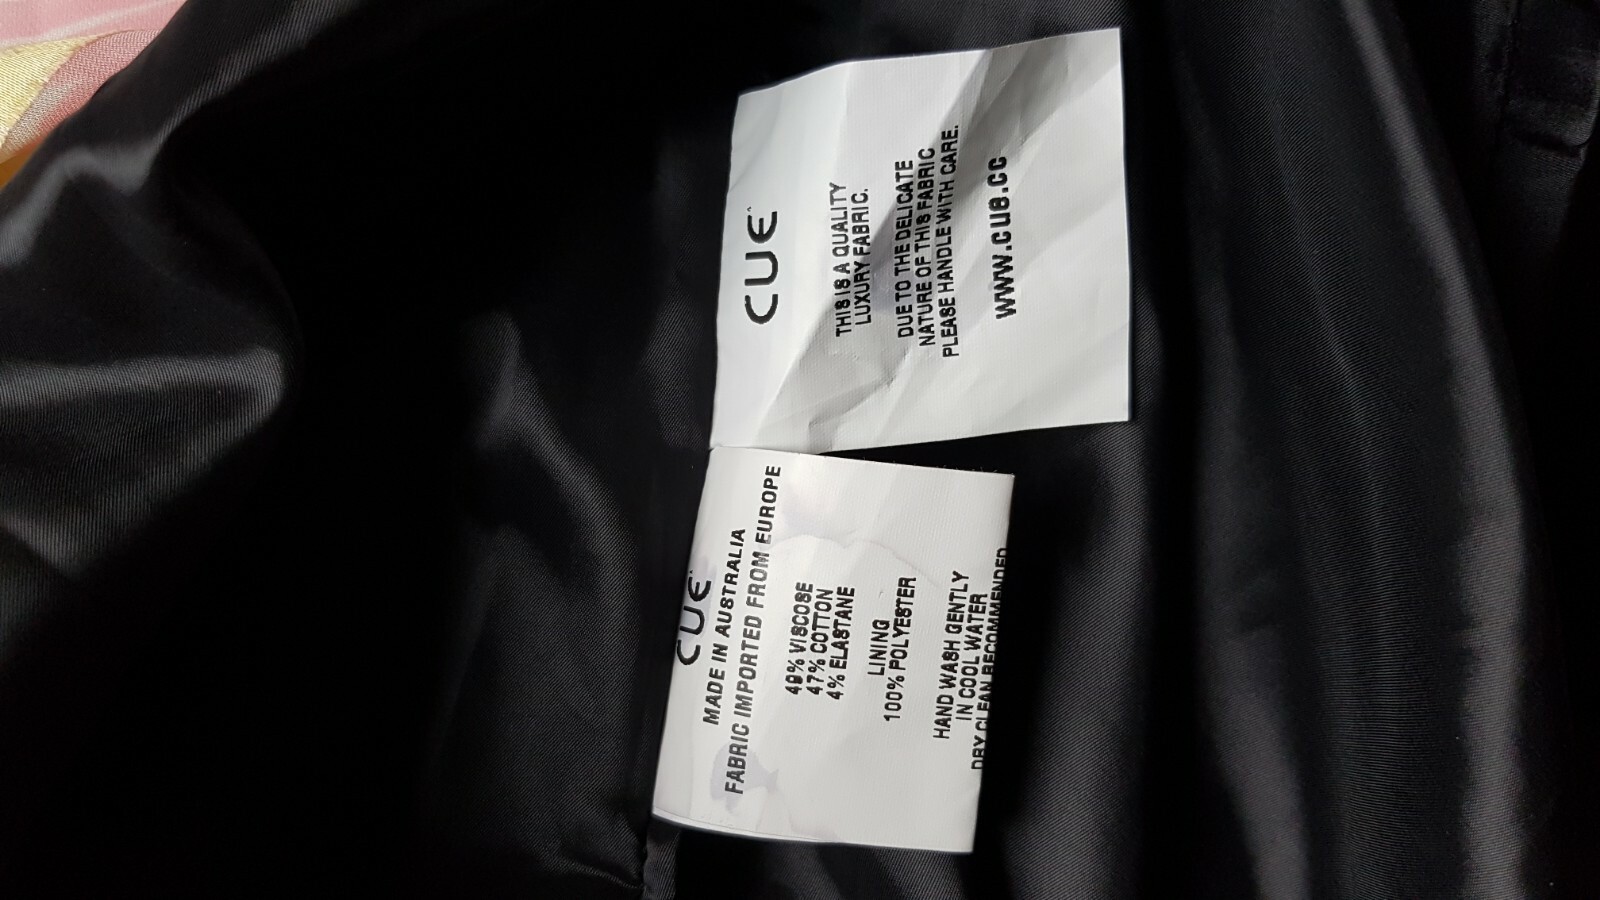 CUE
MADE IN AUSTRALIA
FABRIC IMPORTED FROM EUROPE
49% VISCOSE
47% COTTON
4% ELASTANE
LINING
100% POLYESTER
HAND WASH GENTLY
IN COOL WATER
DRY CLEAN RECOMMENDED
CUE
THIS IS A QUALITY
LUXURY FABRIC.
DUE TO THE DELICATE
NATURE OF THIS FABRIC
PLEASE HANDLE WITH CARE.
www.cue.cc